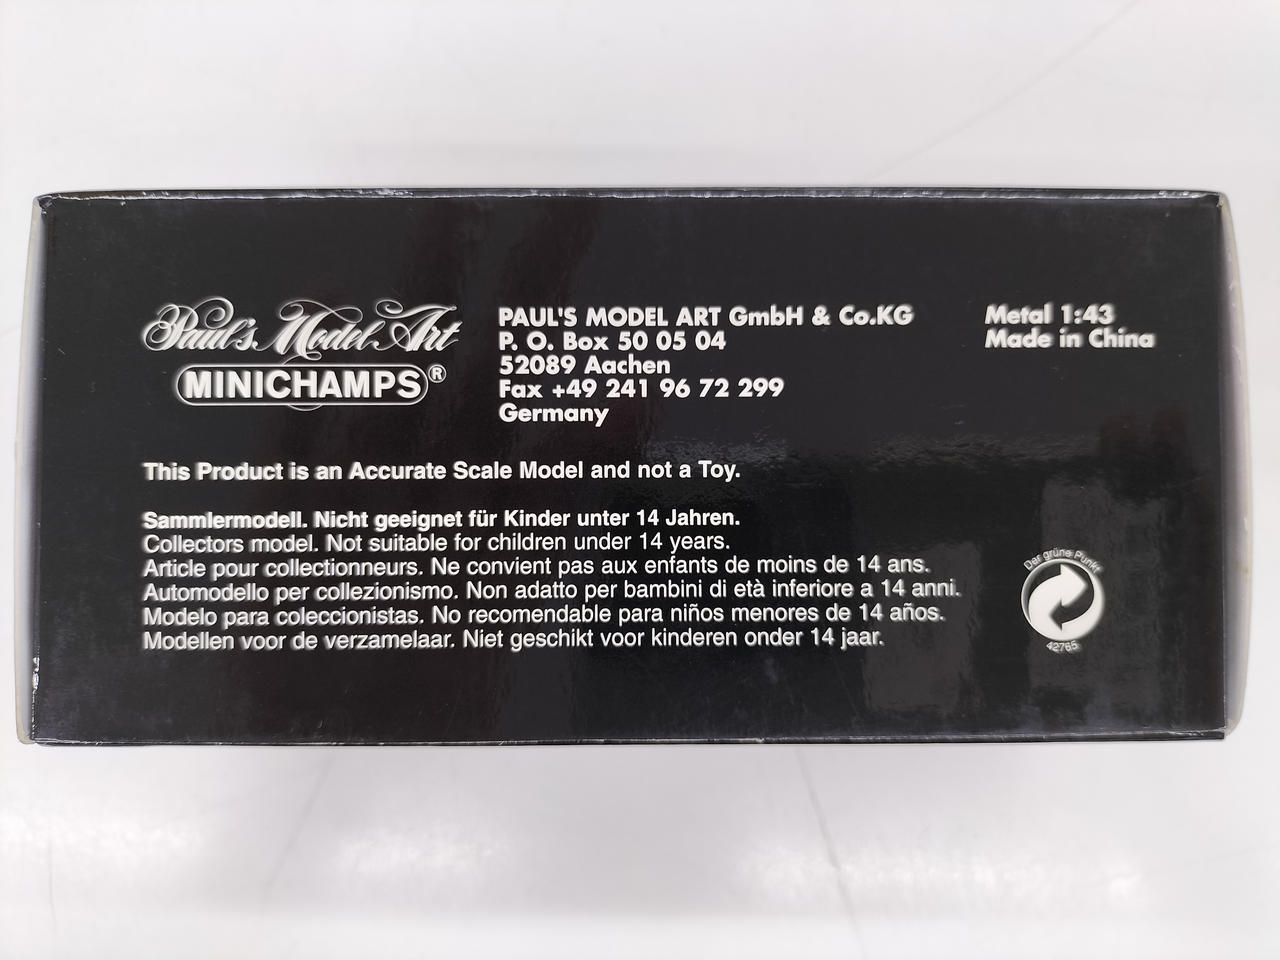 Paul's Model Art
MINICHAMPS®
PAUL'S MODEL ART GmbH & Co.KG
P. O. Box 50 05 04
52089 Aachen
Fax +49 241 96 72 299
Germany
Metal 1:43
Made in China
This Product is an Accurate Scale Model and not a Toy.
Sammlermodell. Nicht geeignet für Kinder unter 14 Jahren.
Collectors model. Not suitable for children under 14 years.
Article pour collectionneurs. Ne convient pas aux enfants de moins de 14 ans.
Automodello per collezionismo. Non adatto per bambini di età inferiore a 14 anni.
Modelo para coleccionistas. No recomendable para niños menores de 14 años.
Modellen voor de verzamelaar. Niet geschikt voor kinderen onder 14 jaar.
Der grüne Punkt
42765